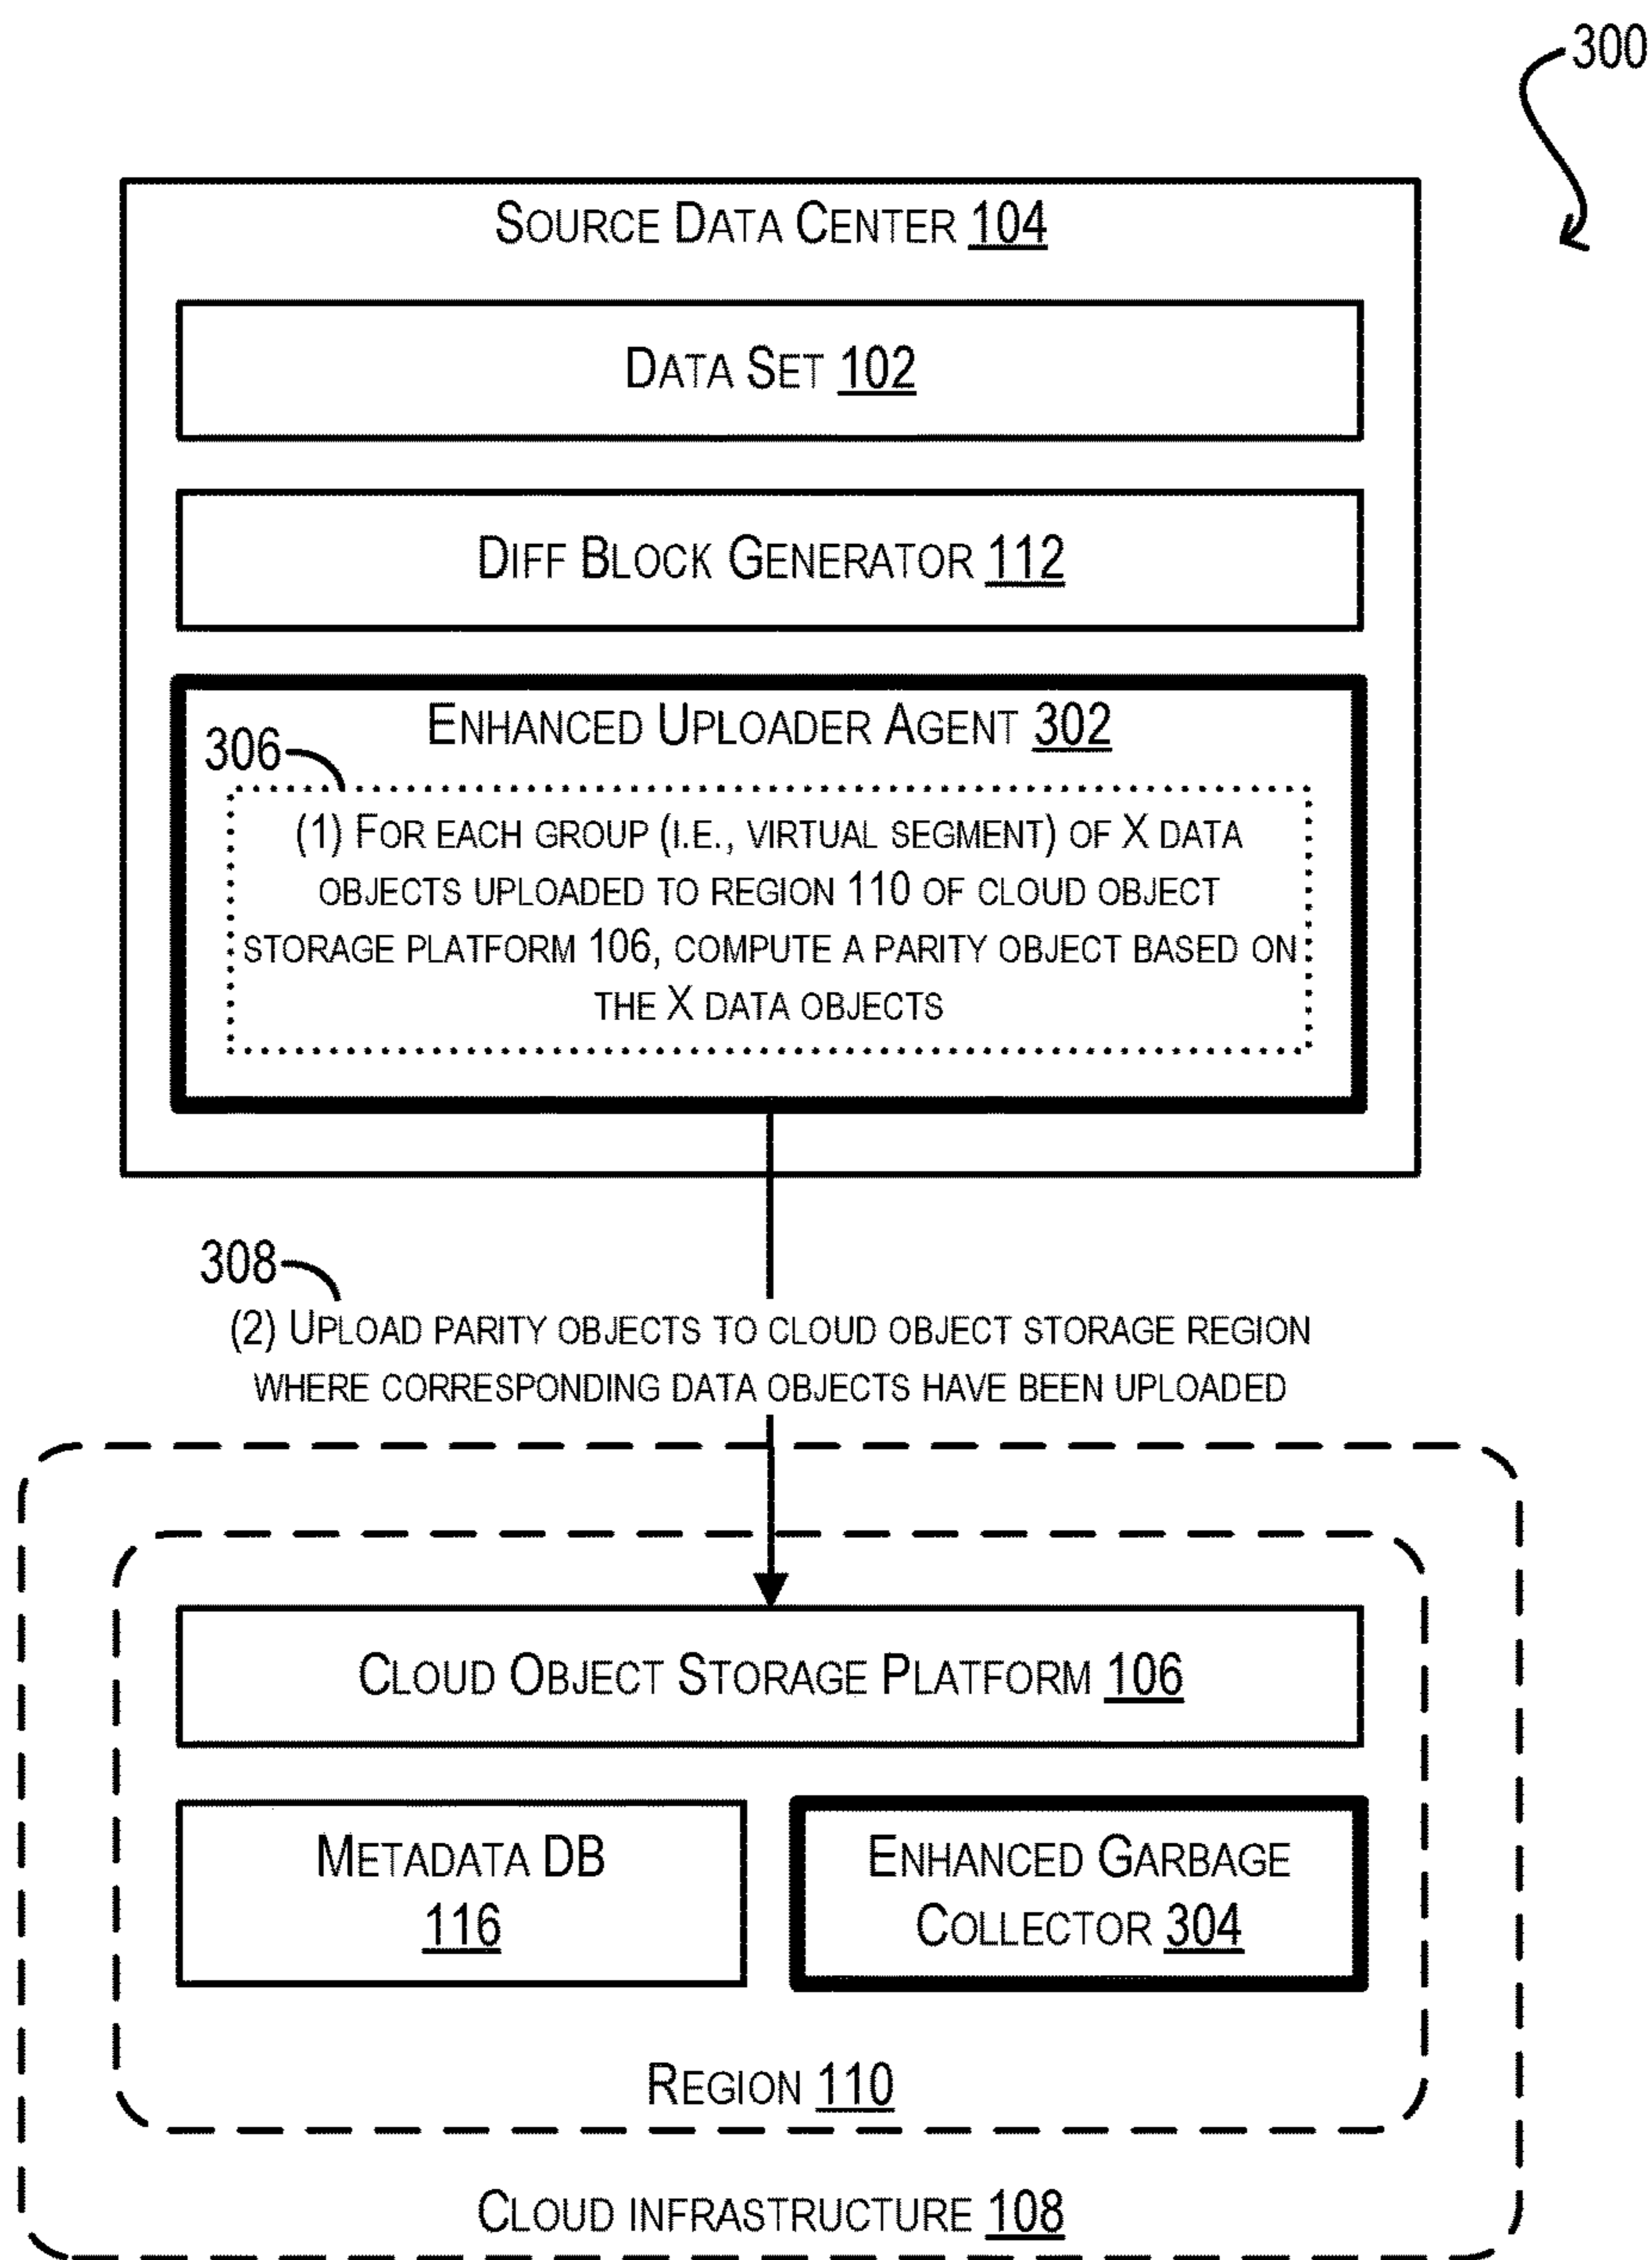 300
SOURCE DATA CENTER 104
DATA SET 102
DIFF BLOCK GENERATOR 112
ENHANCED UPLOADER AGENT 302
306
(1) FOR EACH GROUP (I.E., VIRTUAL SEGMENT) OF X DATA
OBJECTS UPLOADED TO REGION 110 OF CLOUD OBJECT
STORAGE PLATFORM 106, COMPUTE A PARITY OBJECT BASED ON
THE X DATA OBJECTS
308
(2) UPLOAD PARITY OBJECTS TO CLOUD OBJECT STORAGE REGION
WHERE CORRESPONDING DATA OBJECTS HAVE BEEN UPLOADED
CLOUD OBJECT STORAGE PLATFORM 106
METADATA DB
116
ENHANCED GARBAGE
COLLECTOR 304
REGION 110
CLOUD INFRASTRUCTURE 108